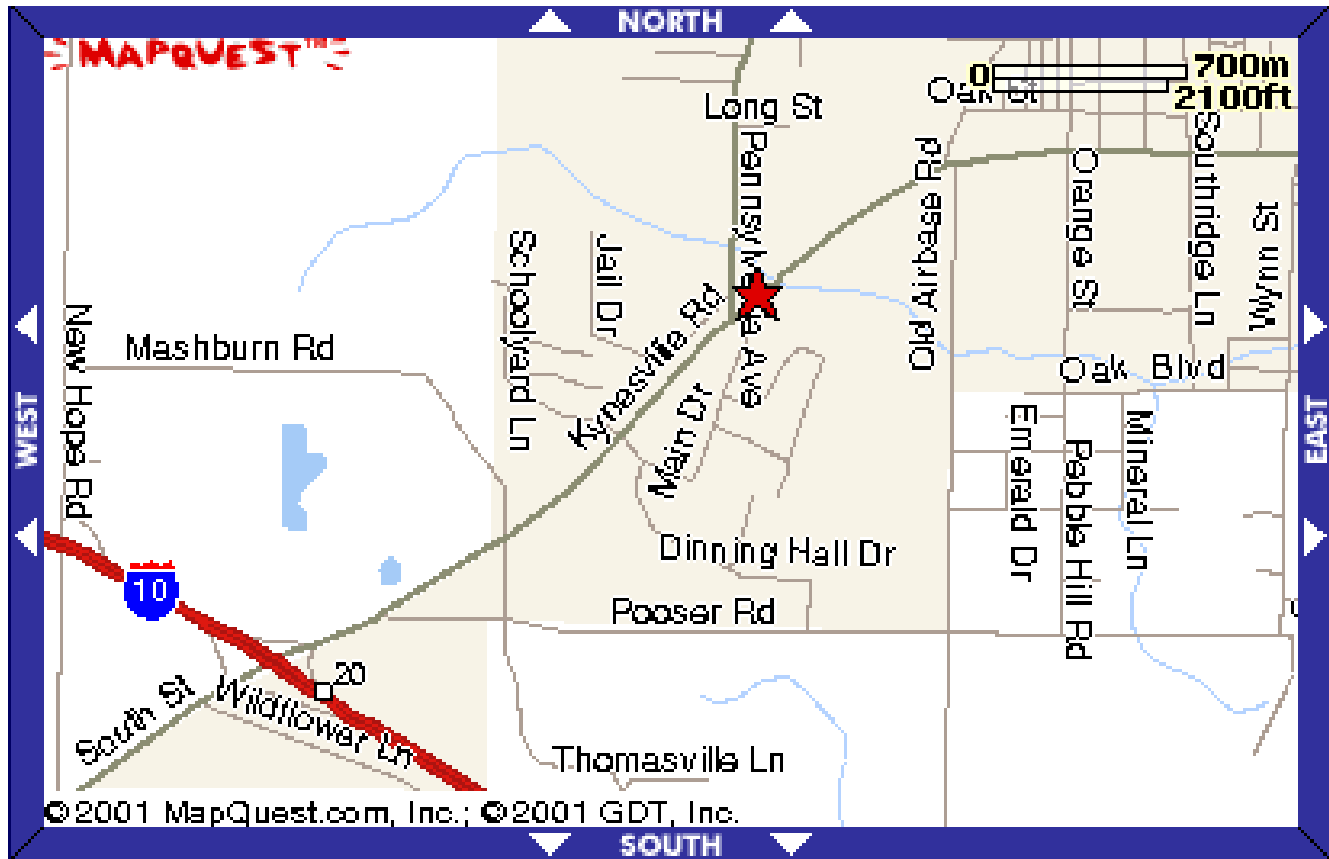 NORTH
MAPQUEST™
0 700m
2100ft
Oak St
Long St
Pennsylvania Ave
Old Airbase Rd
Orange St
Southridge Ln
Wynn St
Schoolyard Ln
Jail Dr
Kynesville Rd
New Hope Rd
Mashburn Rd
Oak Blvd
Main Dr
Emerald Dr
Pebble Hill Rd
Mineral Ln
WEST
EAST
Dinning Hall Dr
10
Pooser Rd
20
South St
Wildflower Ln
Thomasville Ln
©2001 MapQuest.com, Inc.; ©2001 GDT, Inc.
SOUTH